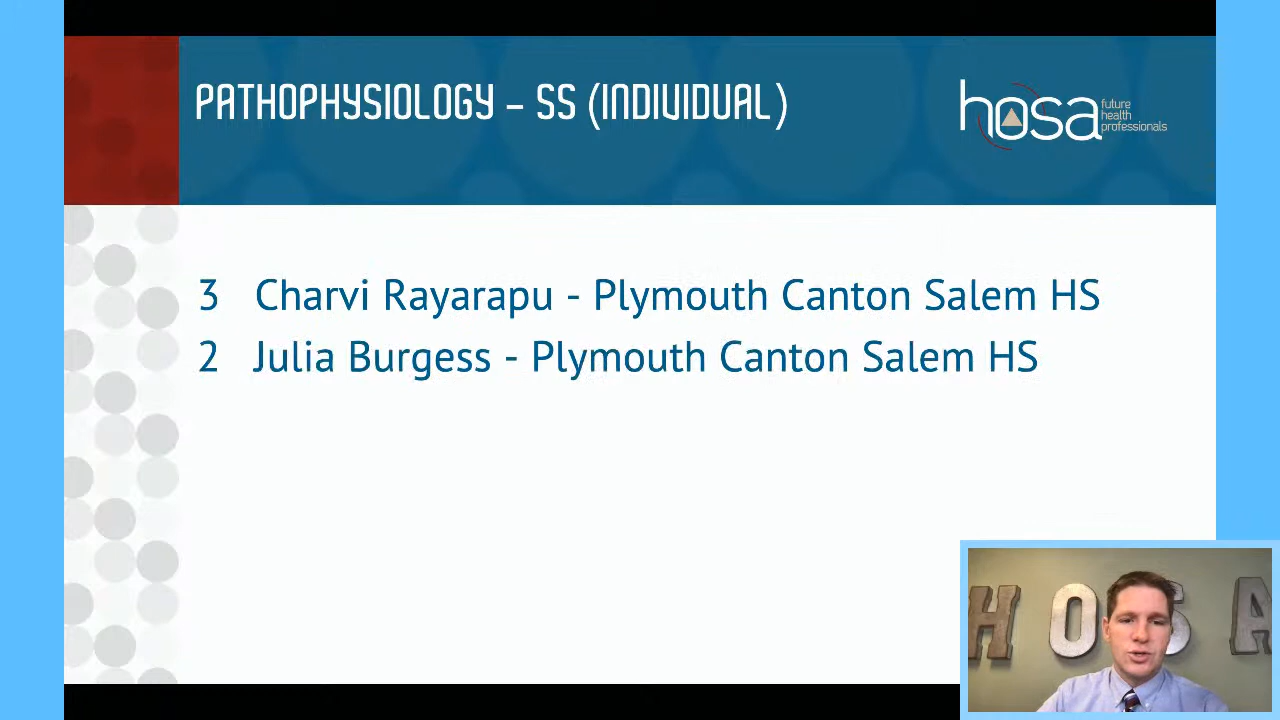 PATHOPHYSIOLOGY – SS (INDIVIDUAL)
hosa future health professionals
3 Charvi Rayarapu - Plymouth Canton Salem HS
2 Julia Burgess - Plymouth Canton Salem HS
HOSA